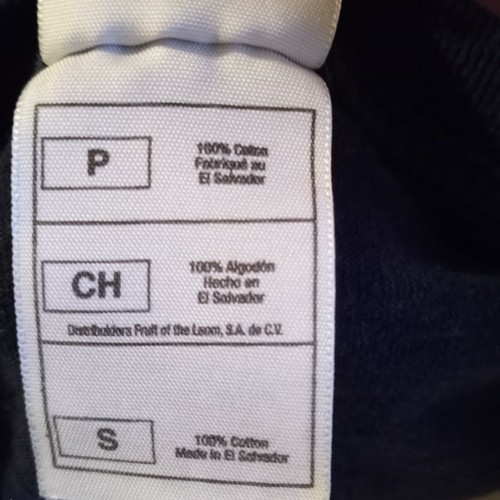 P
100% Coton
Fabriqué au
El Salvador
CH
100% Algodón
Hecho en
El Salvador
Distribuidora Fruit of the Loom, S.A. de C.V.
S
100% Cotton
Made in El Salvador